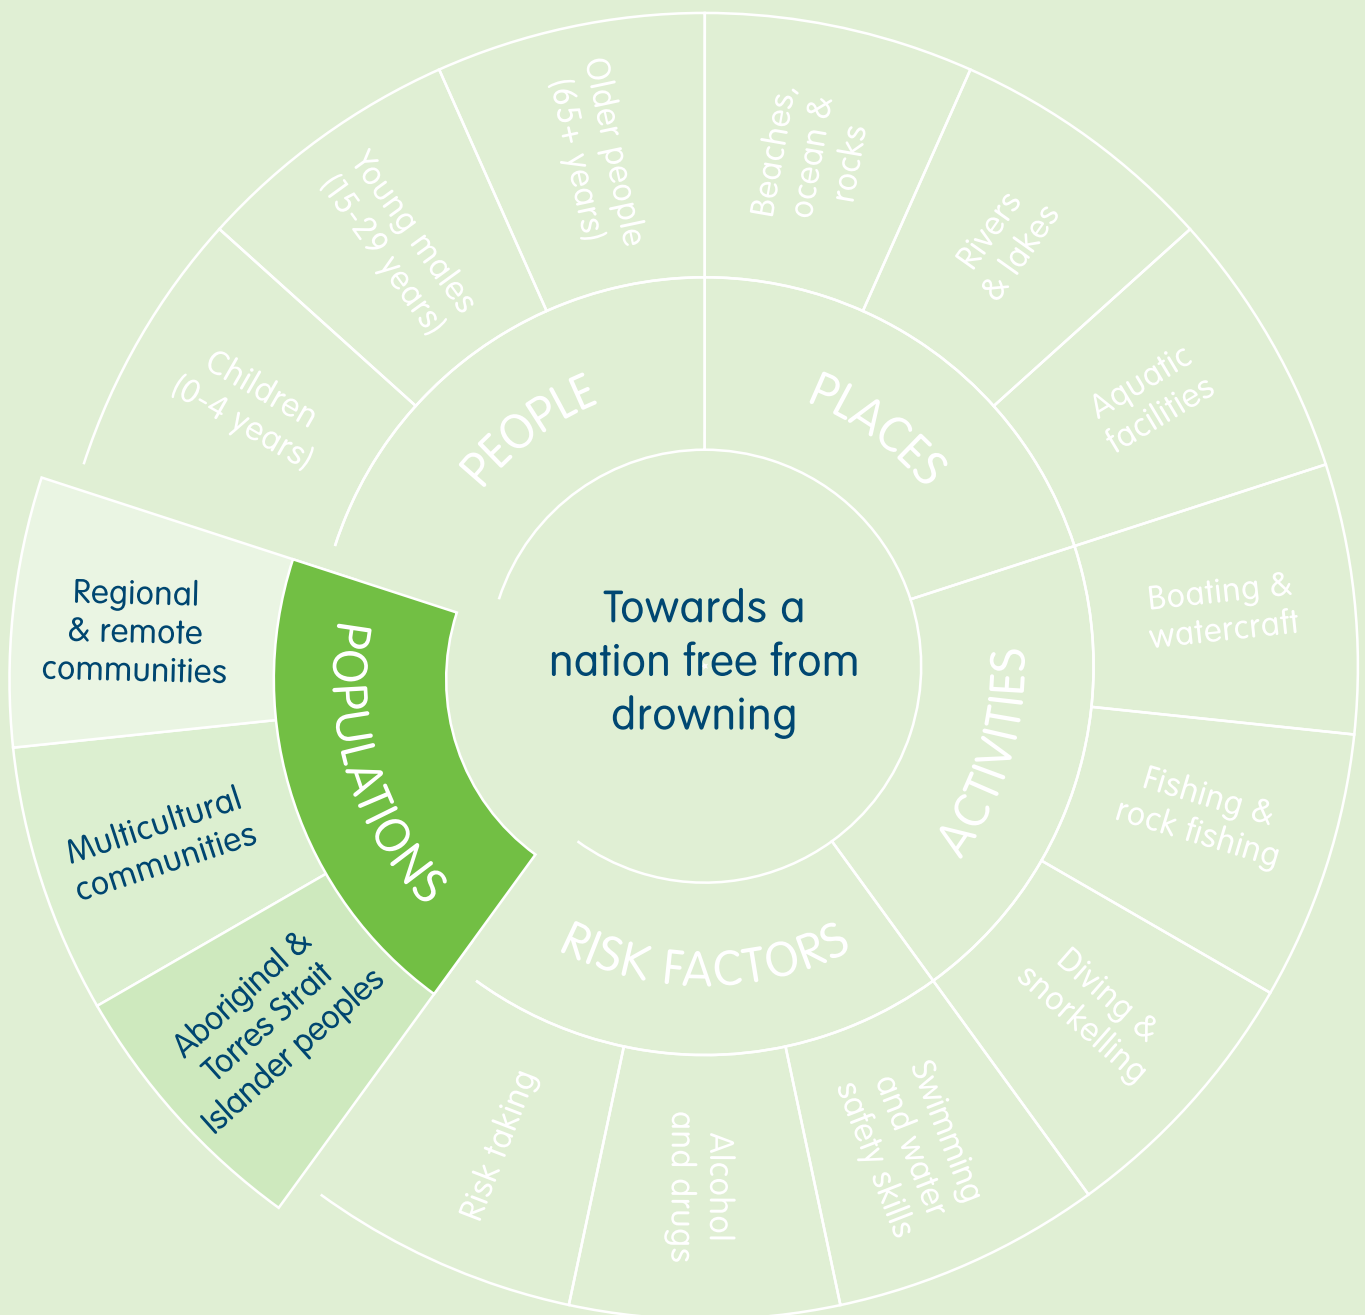 Towards a
nation free from
drowning
PEOPLE
Children
(0-4 years)
Young males
(15-29 years)
Older people
(65+ years)
PLACES
Beaches,
ocean &
rocks
Rivers
& lakes
Aquatic
facilities
ACTIVITIES
Boating &
watercraft
Fishing &
rock fishing
Diving &
snorkelling
RISK FACTORS
Swimming
and water
safety skills
Alcohol
and drugs
Risk taking
POPULATIONS
Aboriginal &
Torres Strait
Islander peoples
Multicultural
communities
Regional
& remote
communities